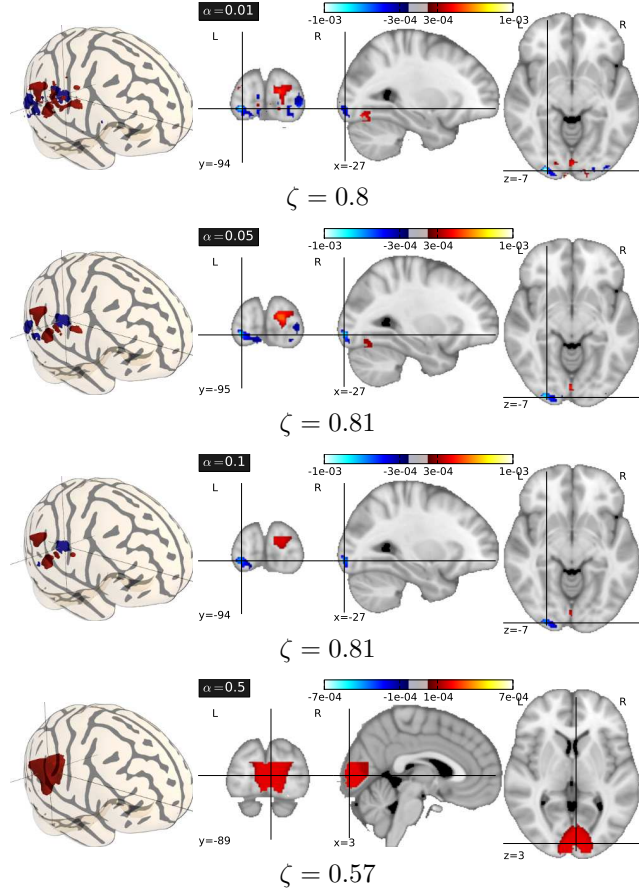 α=0.01
-1e-03 -3e-04 3e-04 1e-03
L R L R
y=-94 x=-27 z=-7
ζ = 0.8
α=0.05
-1e-03 -3e-04 3e-04 1e-03
L R L R
y=-95 x=-27 z=-7
ζ = 0.81
α=0.1
-1e-03 -3e-04 3e-04 1e-03
L R L R
y=-94 x=-27 z=-7
ζ = 0.81
α=0.5
-7e-04 -1e-04 1e-04 7e-04
L R L R
y=-89 x=3 z=3
ζ = 0.57